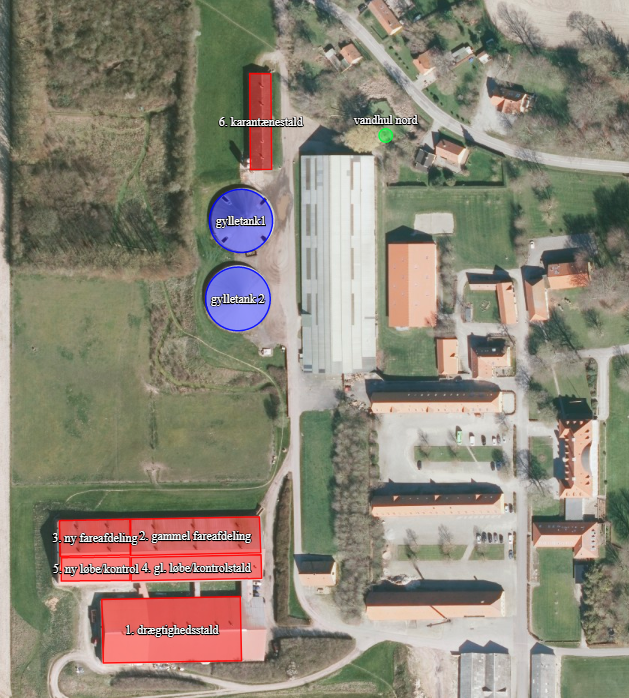 vandhul nord
6. karantænestald
gylletank1
gylletank 2
3. ny fareafdeling
2. gammel fareafdeling
5. ny løbe/kontrol
4. gl. løbe/kontrolstald
1. drægtighedsstald